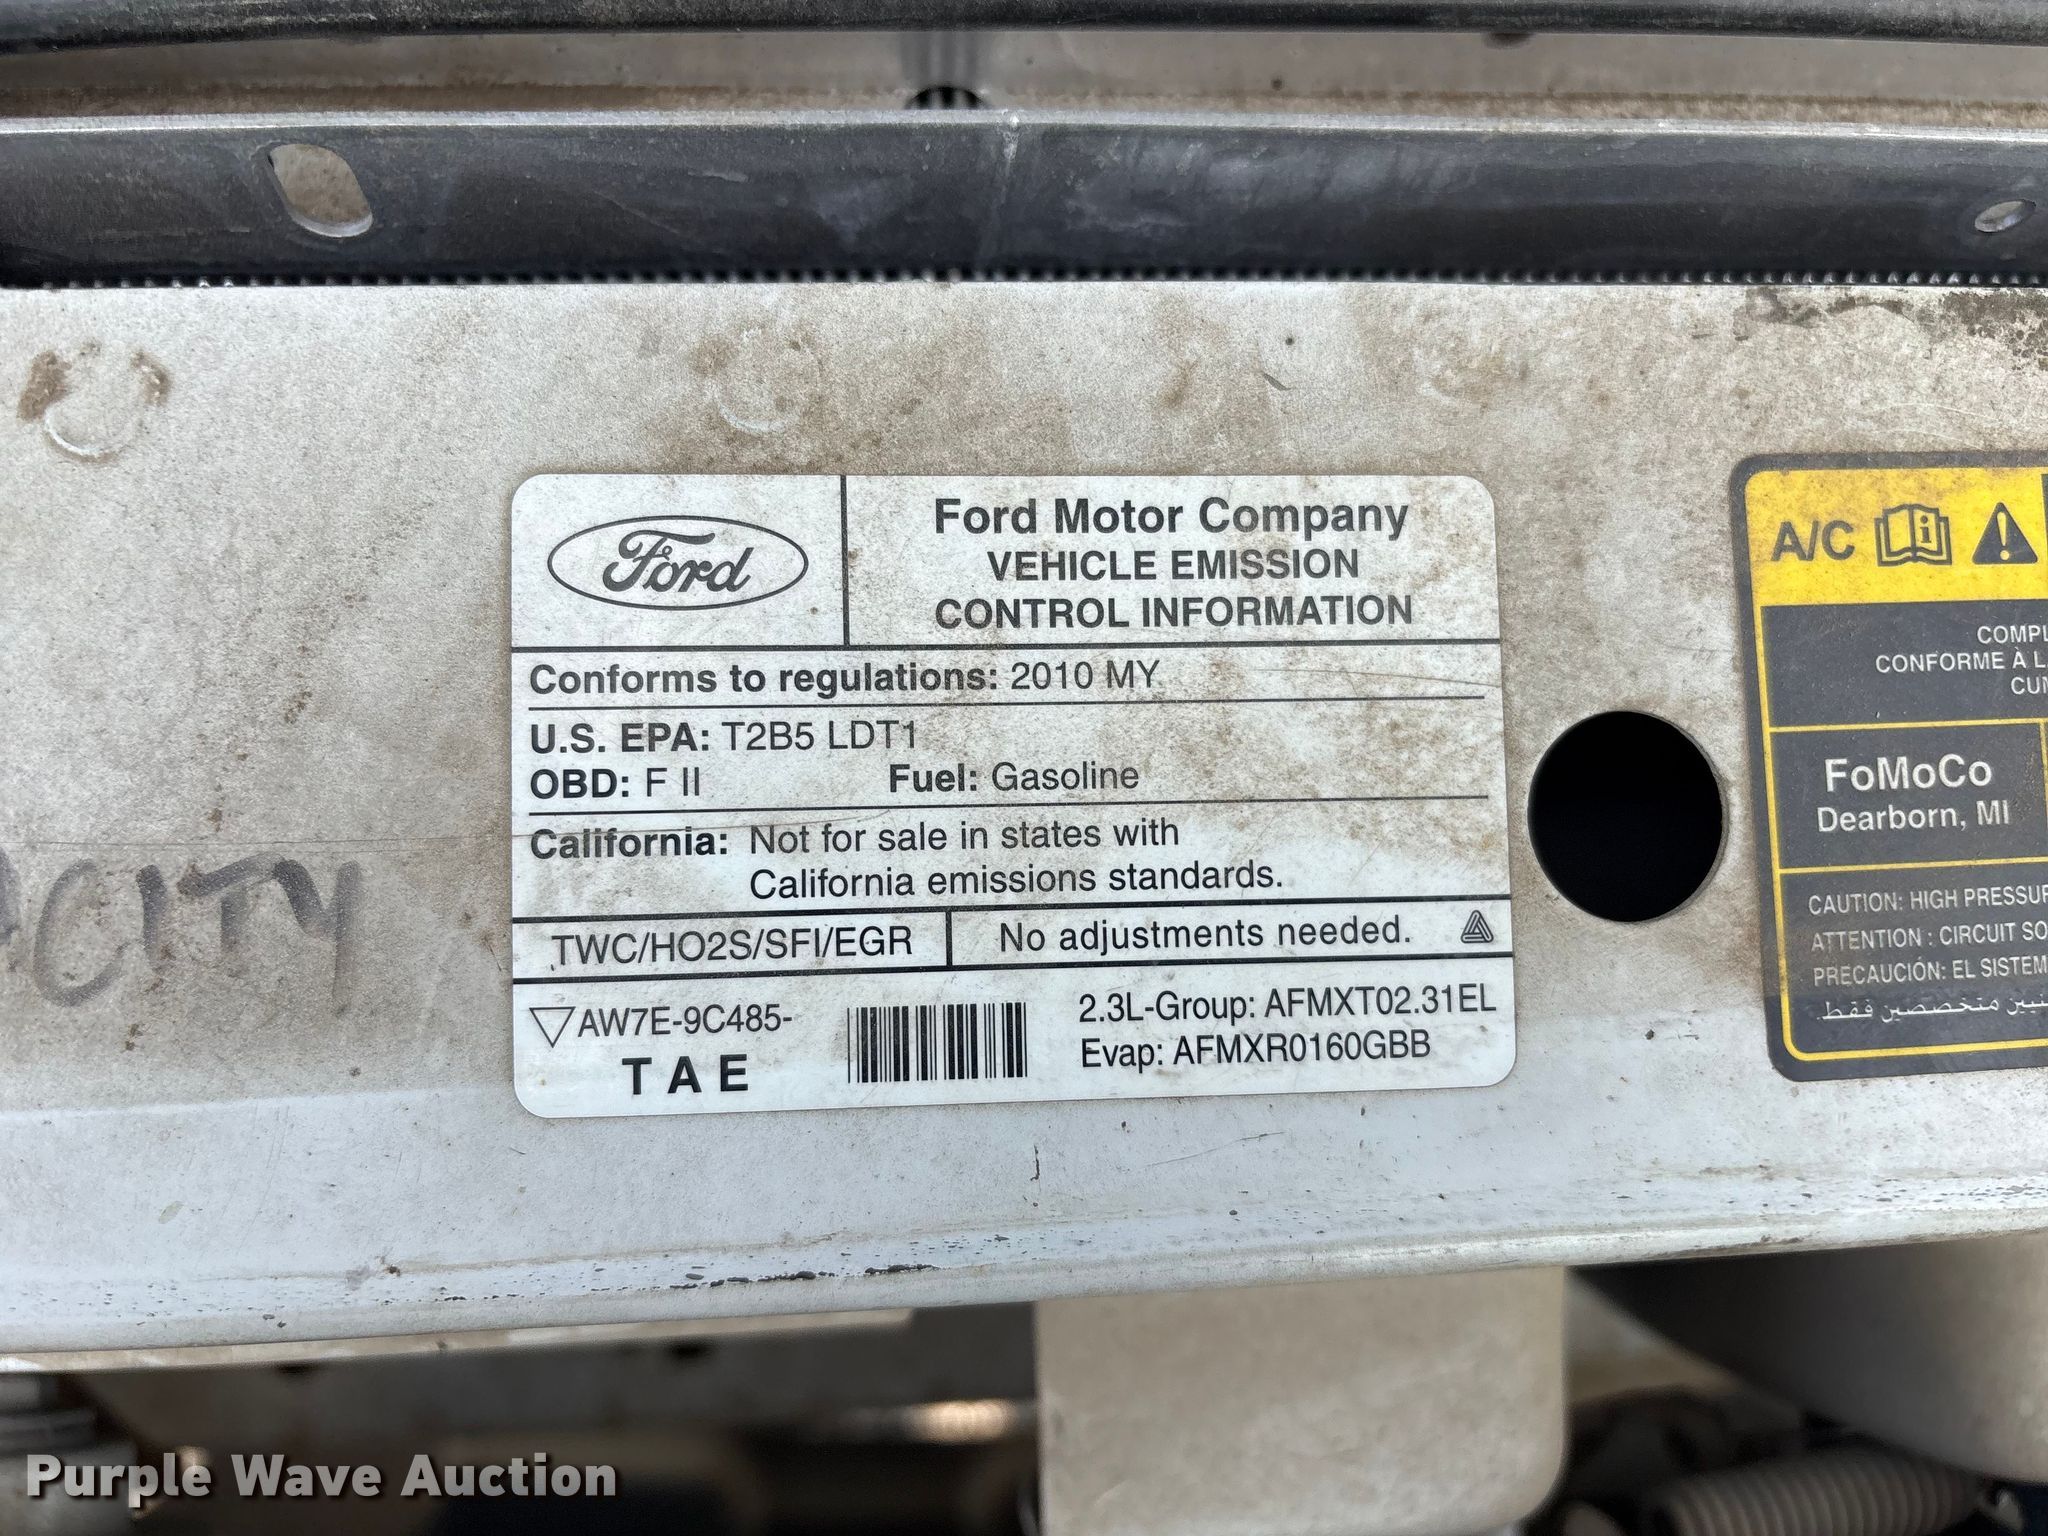 Ford
Ford Motor Company
VEHICLE EMISSION
CONTROL INFORMATION
Conforms to regulations: 2010 MY
U.S. EPA: T2B5 LDT1
OBD: F II Fuel: Gasoline
California: Not for sale in states with
California emissions standards.
TWC/HO2S/SFI/EGR
No adjustments needed.
AW7E-9C485-
TAE
2.3L-Group: AFMXT02.31EL
Evap: AFMXR0160GBB
A/C
COMPL
CONFORME À L
CUM
FoMoCo
Dearborn, MI
CAUTION: HIGH PRESSUR
ATTENTION : CIRCUIT SO
PRECAUCIÓN: EL SISTEM
متخصصين فقط
CITY
Purple Wave Auction